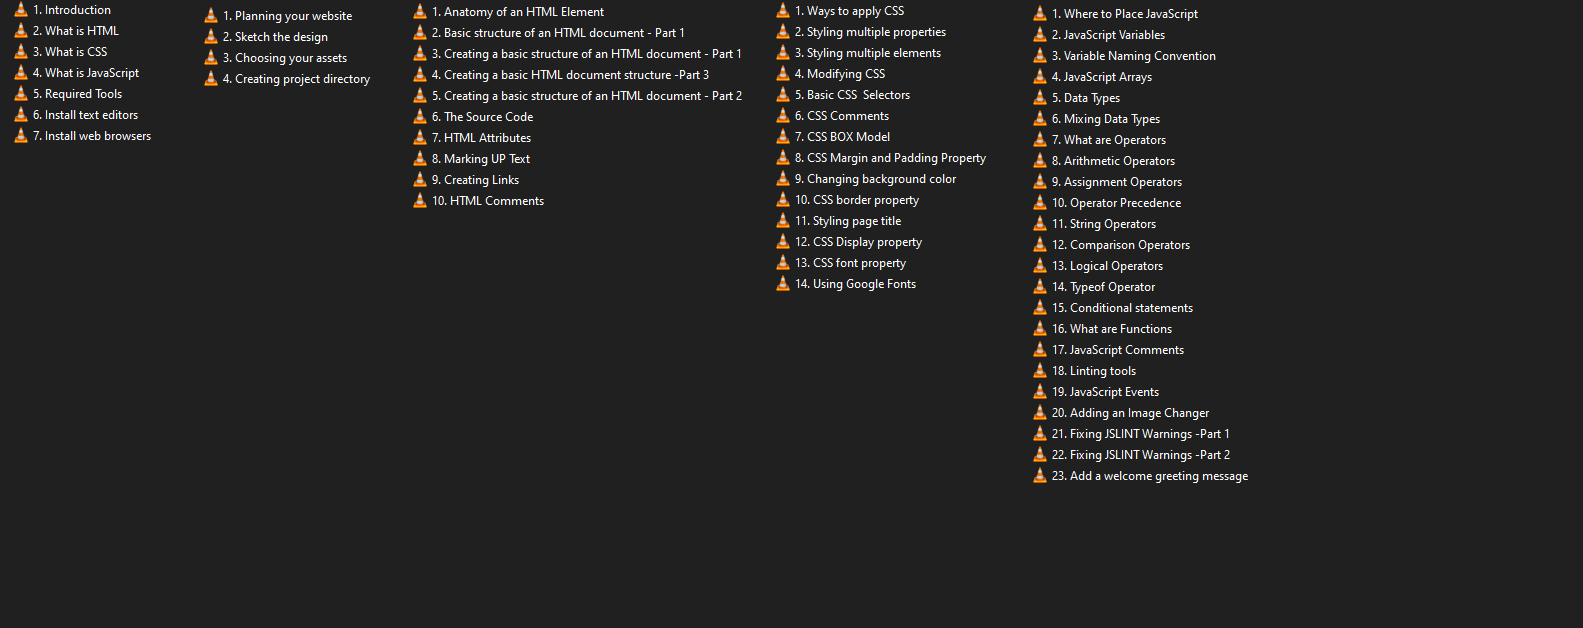 1. Introduction
2. What is HTML
3. What is CSS
4. What is JavaScript
5. Required Tools
6. Install text editors
7. Install web browsers
1. Planning your website
2. Sketch the design
3. Choosing your assets
4. Creating project directory
1. Anatomy of an HTML Element
2. Basic structure of an HTML document - Part 1
3. Creating a basic structure of an HTML document - Part 1
4. Creating a basic HTML document structure -Part 3
5. Creating a basic structure of an HTML document - Part 2
6. The Source Code
7. HTML Attributes
8. Marking UP Text
9. Creating Links
10. HTML Comments
1. Ways to apply CSS
2. Styling multiple properties
3. Styling multiple elements
4. Modifying CSS
5. Basic CSS  Selectors
6. CSS Comments
7. CSS BOX Model
8. CSS Margin and Padding Property
9. Changing background color
10. CSS border property
11. Styling page title
12. CSS Display property
13. CSS font property
14. Using Google Fonts
1. Where to Place JavaScript
2. JavaScript Variables
3. Variable Naming Convention
4. JavaScript Arrays
5. Data Types
6. Mixing Data Types
7. What are Operators
8. Arithmetic Operators
9. Assignment Operators
10. Operator Precedence
11. String Operators
12. Comparison Operators
13. Logical Operators
14. Typeof Operator
15. Conditional statements
16. What are Functions
17. JavaScript Comments
18. Linting tools
19. JavaScript Events
20. Adding an Image Changer
21. Fixing JSLINT Warnings -Part 1
22. Fixing JSLINT Warnings -Part 2
23. Add a welcome greeting message